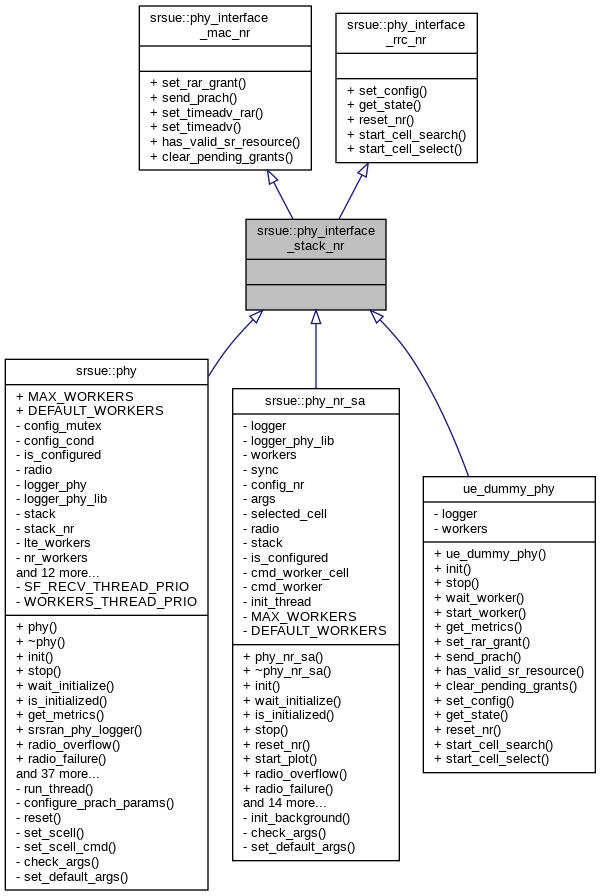 srsue::phy_interface
_mac_nr
+ set_rar_grant()
+ send_prach()
+ set_timeadv_rar()
+ set_timeadv()
+ has_valid_sr_resource()
+ clear_pending_grants()
srsue::phy_interface
_rrc_nr
+ set_config()
+ get_state()
+ reset_nr()
+ start_cell_search()
+ start_cell_select()
srsue::phy_interface
_stack_nr
srsue::phy
+ MAX_WORKERS
+ DEFAULT_WORKERS
- config_mutex
- config_cond
- is_configured
- radio
- logger_phy
- logger_phy_lib
- stack
- stack_nr
- lte_workers
- nr_workers
and 12 more...
- SF_RECV_THREAD_PRIO
- WORKERS_THREAD_PRIO
+ phy()
+ ~phy()
+ init()
+ stop()
+ wait_initialize()
+ is_initialized()
+ get_metrics()
+ srsran_phy_logger()
+ radio_overflow()
+ radio_failure()
and 37 more...
- run_thread()
- configure_prach_params()
- reset()
- set_scell()
- set_scell_cmd()
- check_args()
- set_default_args()
srsue::phy_nr_sa
- logger
- logger_phy_lib
- workers
- sync
- config_nr
- args
- selected_cell
- radio
- stack
- is_configured
- cmd_worker_cell
- cmd_worker
- init_thread
- MAX_WORKERS
- DEFAULT_WORKERS
+ phy_nr_sa()
+ ~phy_nr_sa()
+ init()
+ wait_initialize()
+ is_initialized()
+ stop()
+ reset_nr()
+ start_plot()
+ radio_overflow()
+ radio_failure()
and 14 more...
- init_background()
- check_args()
- set_default_args()
ue_dummy_phy
- logger
- workers
+ ue_dummy_phy()
+ init()
+ stop()
+ wait_worker()
+ start_worker()
+ get_metrics()
+ set_rar_grant()
+ send_prach()
+ has_valid_sr_resource()
+ clear_pending_grants()
+ set_config()
+ get_state()
+ reset_nr()
+ start_cell_search()
+ start_cell_select()